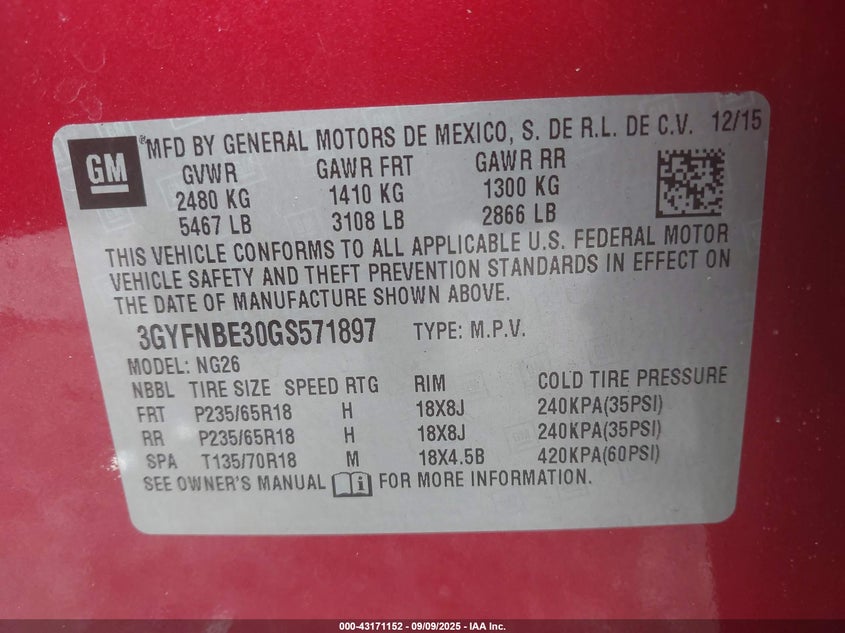 GM
® MFD BY GENERAL MOTORS DE MEXICO, S. DE R.L. DE C.V. 12/15
GVWR GAWR FRT GAWR RR
2480 KG 1410 KG 1300 KG
5467 LB 3108 LB 2866 LB
THIS VEHICLE CONFORMS TO ALL APPLICABLE U.S. FEDERAL MOTOR
VEHICLE SAFETY AND THEFT PREVENTION STANDARDS IN EFFECT ON
THE DATE OF MANUFACTURE SHOWN ABOVE.
3GYFNBE30GS571897 TYPE: M.P.V.
MODEL: NG26
NBBL TIRE SIZE SPEED RTG RIM COLD TIRE PRESSURE
FRT P235/65R18 H 18X8J 240KPA(35PSI)
RR P235/65R18 H 18X8J 240KPA(35PSI)
SPA T135/70R18 M 18X4.5B 420KPA(60PSI)
SEE OWNER'S MANUAL i FOR MORE INFORMATION.
000-43171152 - 09/09/2025 - IAA Inc.